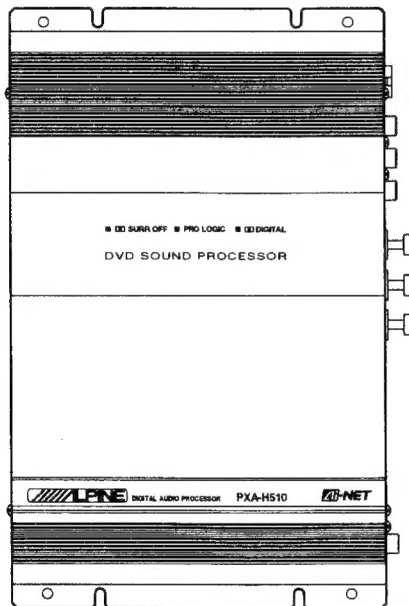 SURR OFF PRO LOGIC DIGITAL
DVD SOUND PROCESSOR
ALPINE DIGITAL AUDIO PROCESSOR PXA-H510 Ai-NET